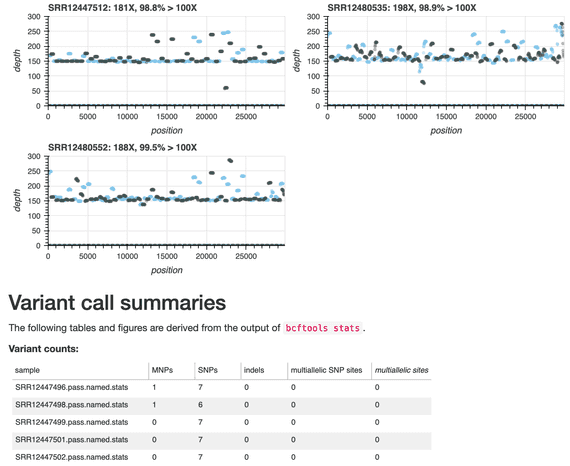 SRR12447512: 181X, 98.8% > 100X
300
250
200
150
100
50
0
depth
0 5000 10000 15000 20000 25000
position
SRR12480535: 198X, 98.9% > 100X
300
250
200
150
100
50
0
depth
0 5000 10000 15000 20000 25000
position
SRR12480552: 188X, 99.5% > 100X
300
250
200
150
100
50
0
depth
0 5000 10000 15000 20000 25000
position
Variant call summaries
The following tables and figures are derived from the output of bcftools stats .
Variant counts:
sample MNPs SNPs indels multiallelic SNP sites multiallelic sites
SRR12447496.pass.named.stats 1 7 0 0 0
SRR12447498.pass.named.stats 1 6 0 0 0
SRR12447499.pass.named.stats 0 7 0 0 0
SRR12447501.pass.named.stats 0 7 0 0 0
SRR12447502.pass.named.stats 0 7 0 0 0